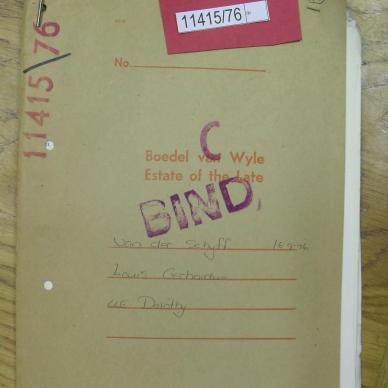 11415/76
11415/76
No.
C
Boedel van Wyle
Estate of the Late
BIND
Van der Schyff 16.2.76
Louis